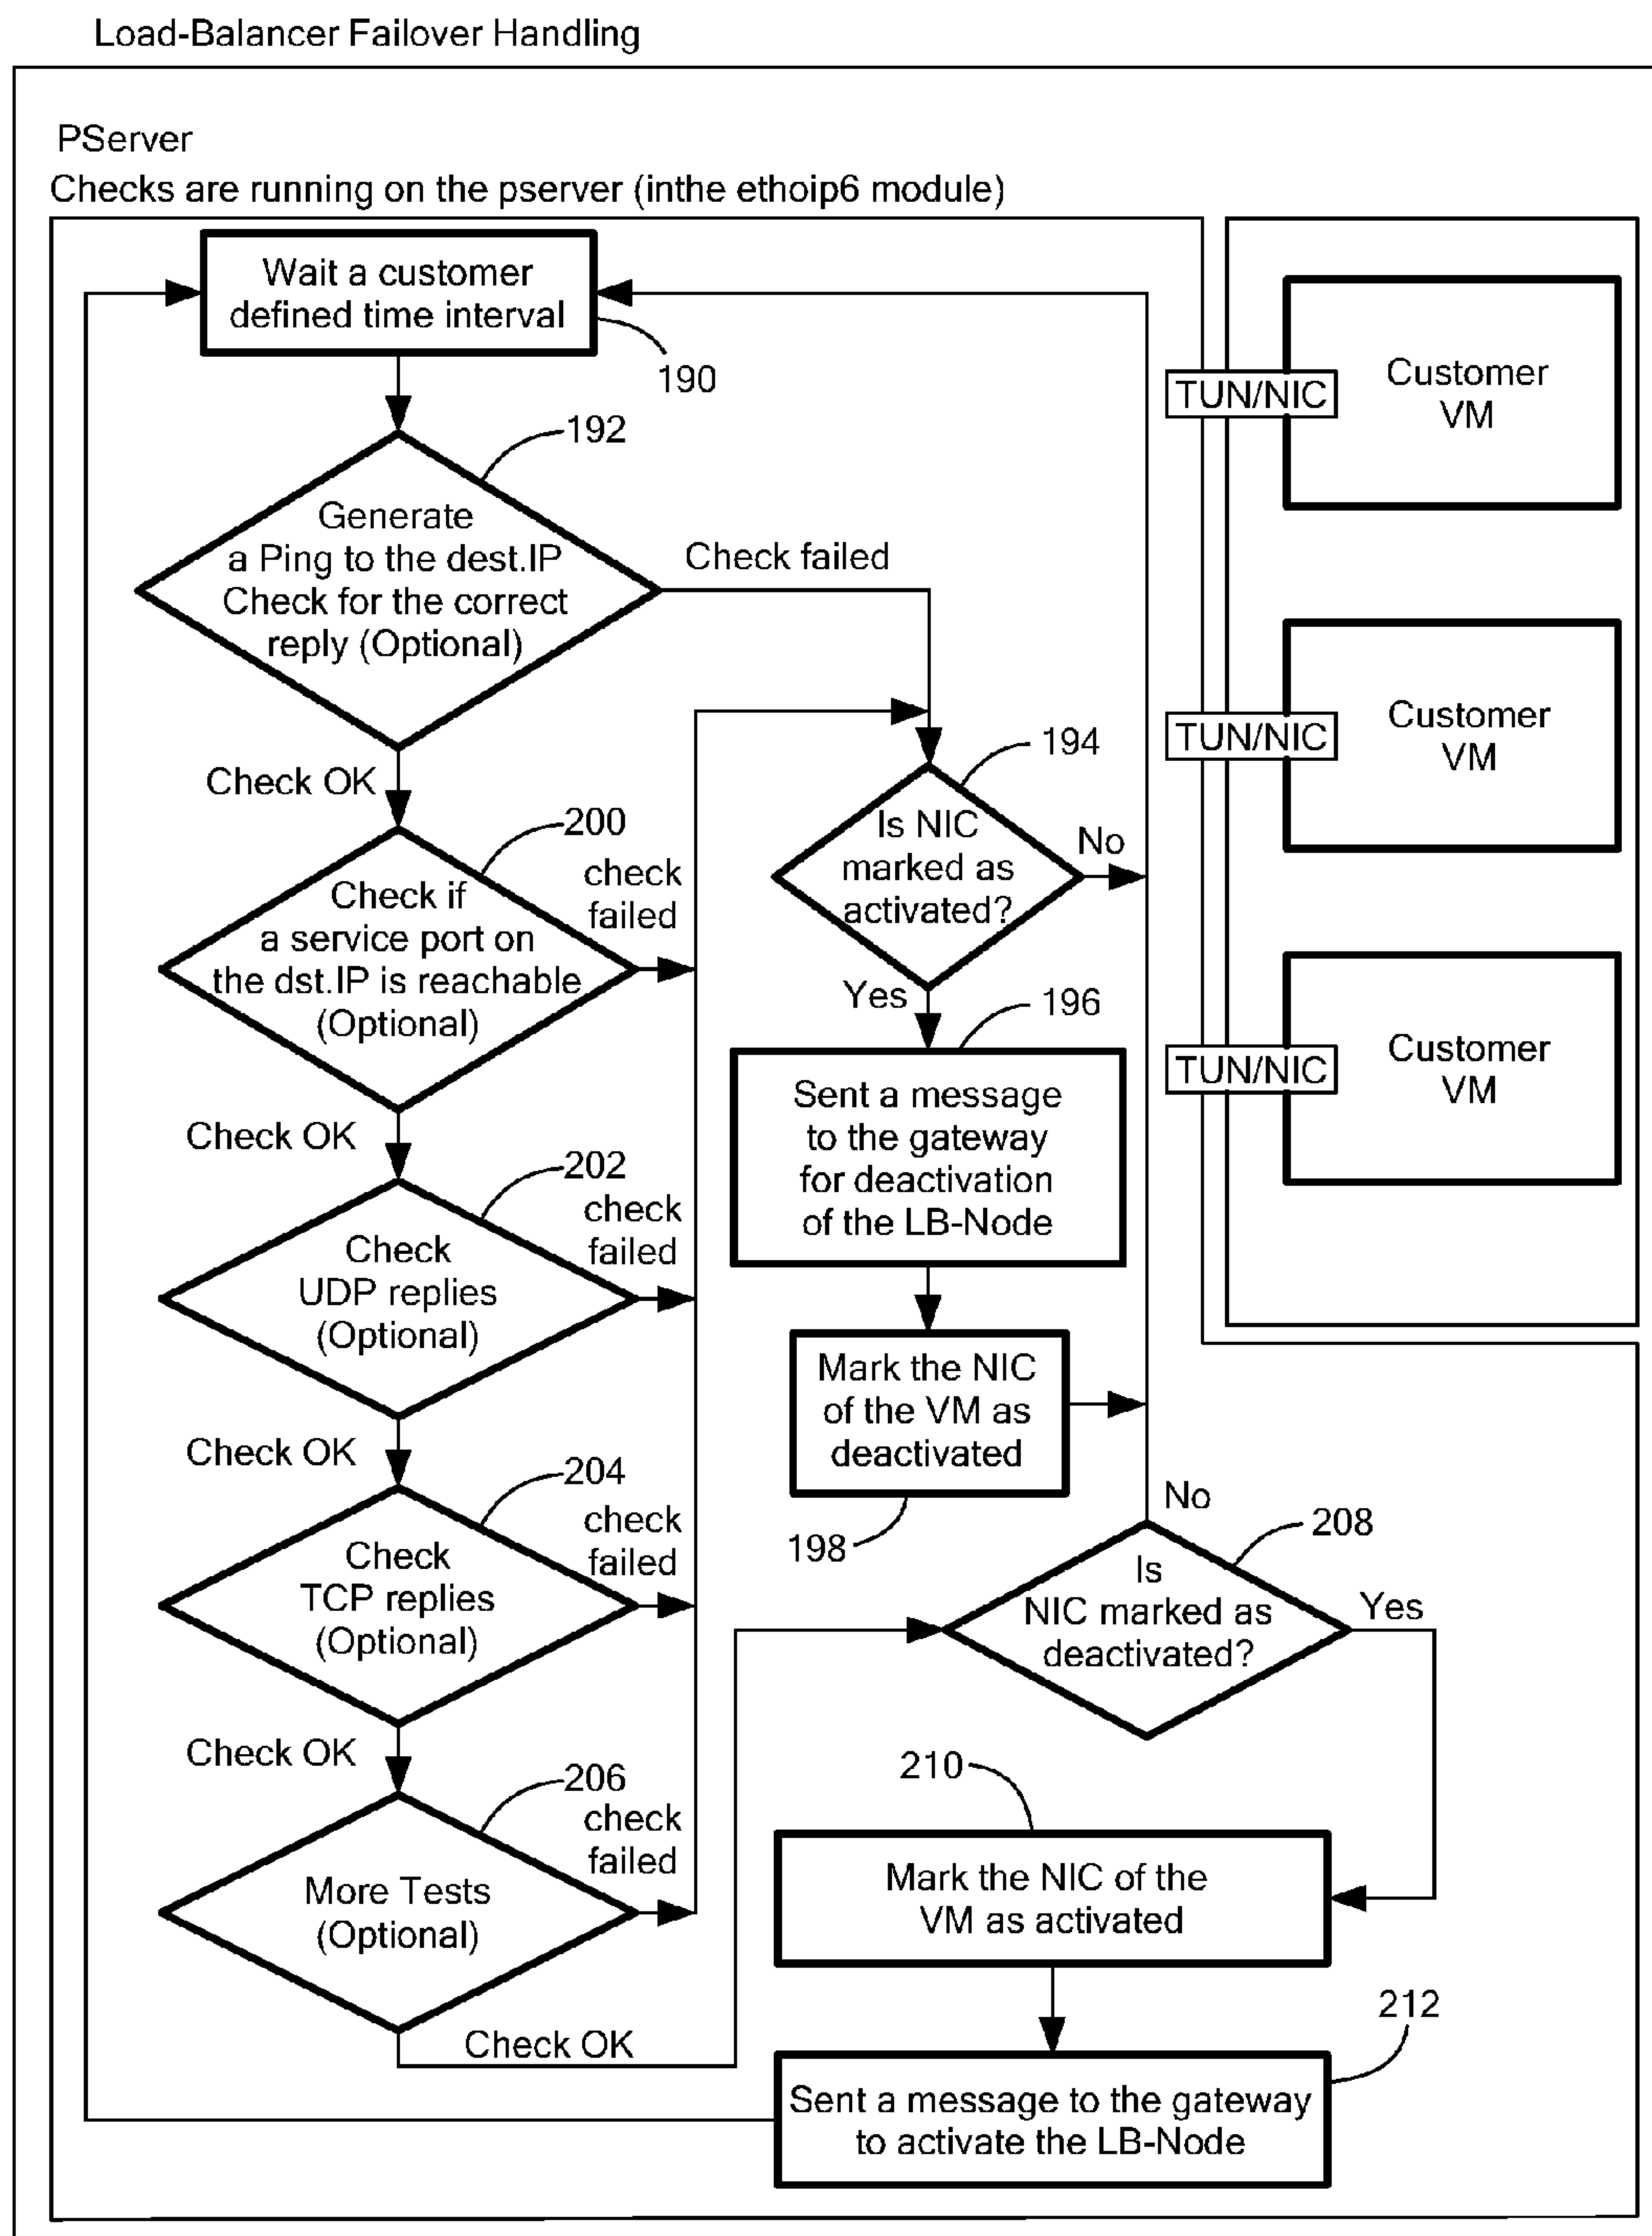 Load-Balancer Failover Handling
PServer
Checks are running on the pserver (inthe ethoip6 module)
Wait a customer
defined time interval
190
192
Generate
a Ping to the dest.IP
Check for the correct
reply (Optional)
Check failed
Check OK
200
Check if
a service port on
the dst.IP is reachable
(Optional)
check
failed
Check OK
202
Check
UDP replies
(Optional)
check
failed
Check OK
204
Check
TCP replies
(Optional)
check
failed
Check OK
206
More Tests
(Optional)
check
failed
Check OK
194
Is NIC
marked as
activated?
No
Yes
196
Sent a message
to the gateway
for deactivation
of the LB-Node
Mark the NIC
of the VM as
deactivated
198
No
208
Is
NIC marked as
deactivated?
Yes
210
Mark the NIC of the
VM as activated
212
Sent a message to the gateway
to activate the LB-Node
TUN/NIC
Customer
VM
TUN/NIC
Customer
VM
TUN/NIC
Customer
VM